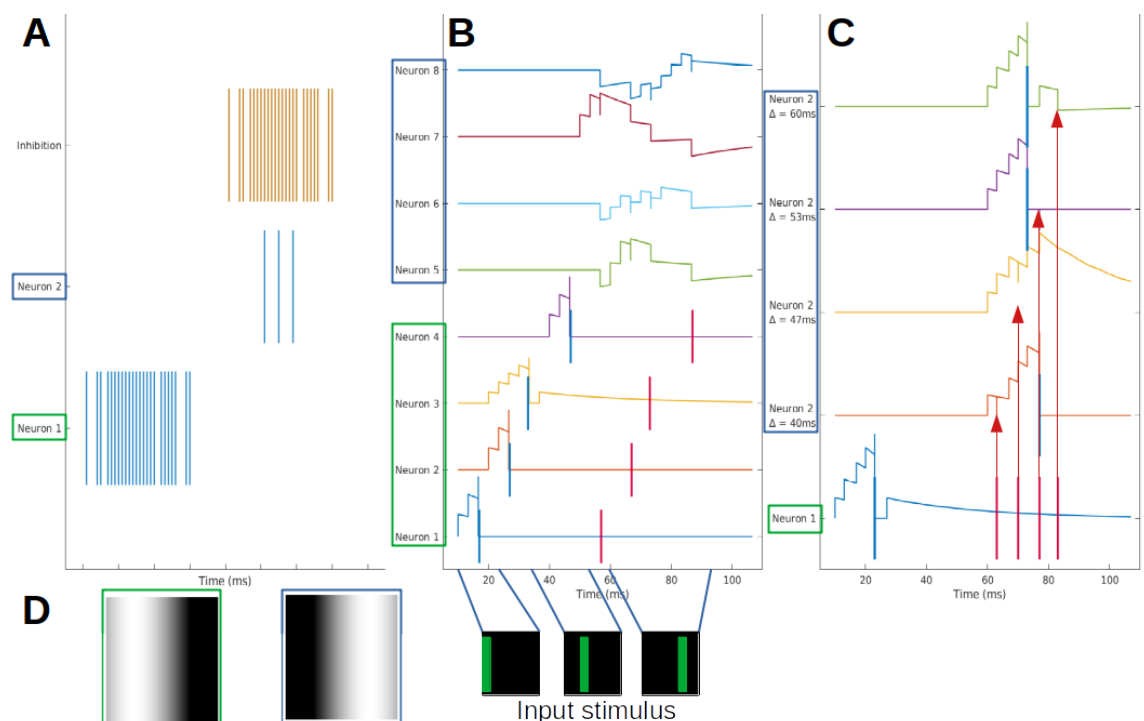 A
Inhibition
Neuron 2
Neuron 1
Time (ms)
B
Neuron 8
Neuron 7
Neuron 6
Neuron 5
Neuron 4
Neuron 3
Neuron 2
Neuron 1
20
40
60
80
100
Time (ms)
Input stimulus
C
Neuron 2
Δ = 60ms
Neuron 2
Δ = 53ms
Neuron 2
Δ = 47ms
Neuron 2
Δ = 40ms
Neuron 1
20
40
60
80
100
Time (ms)
D